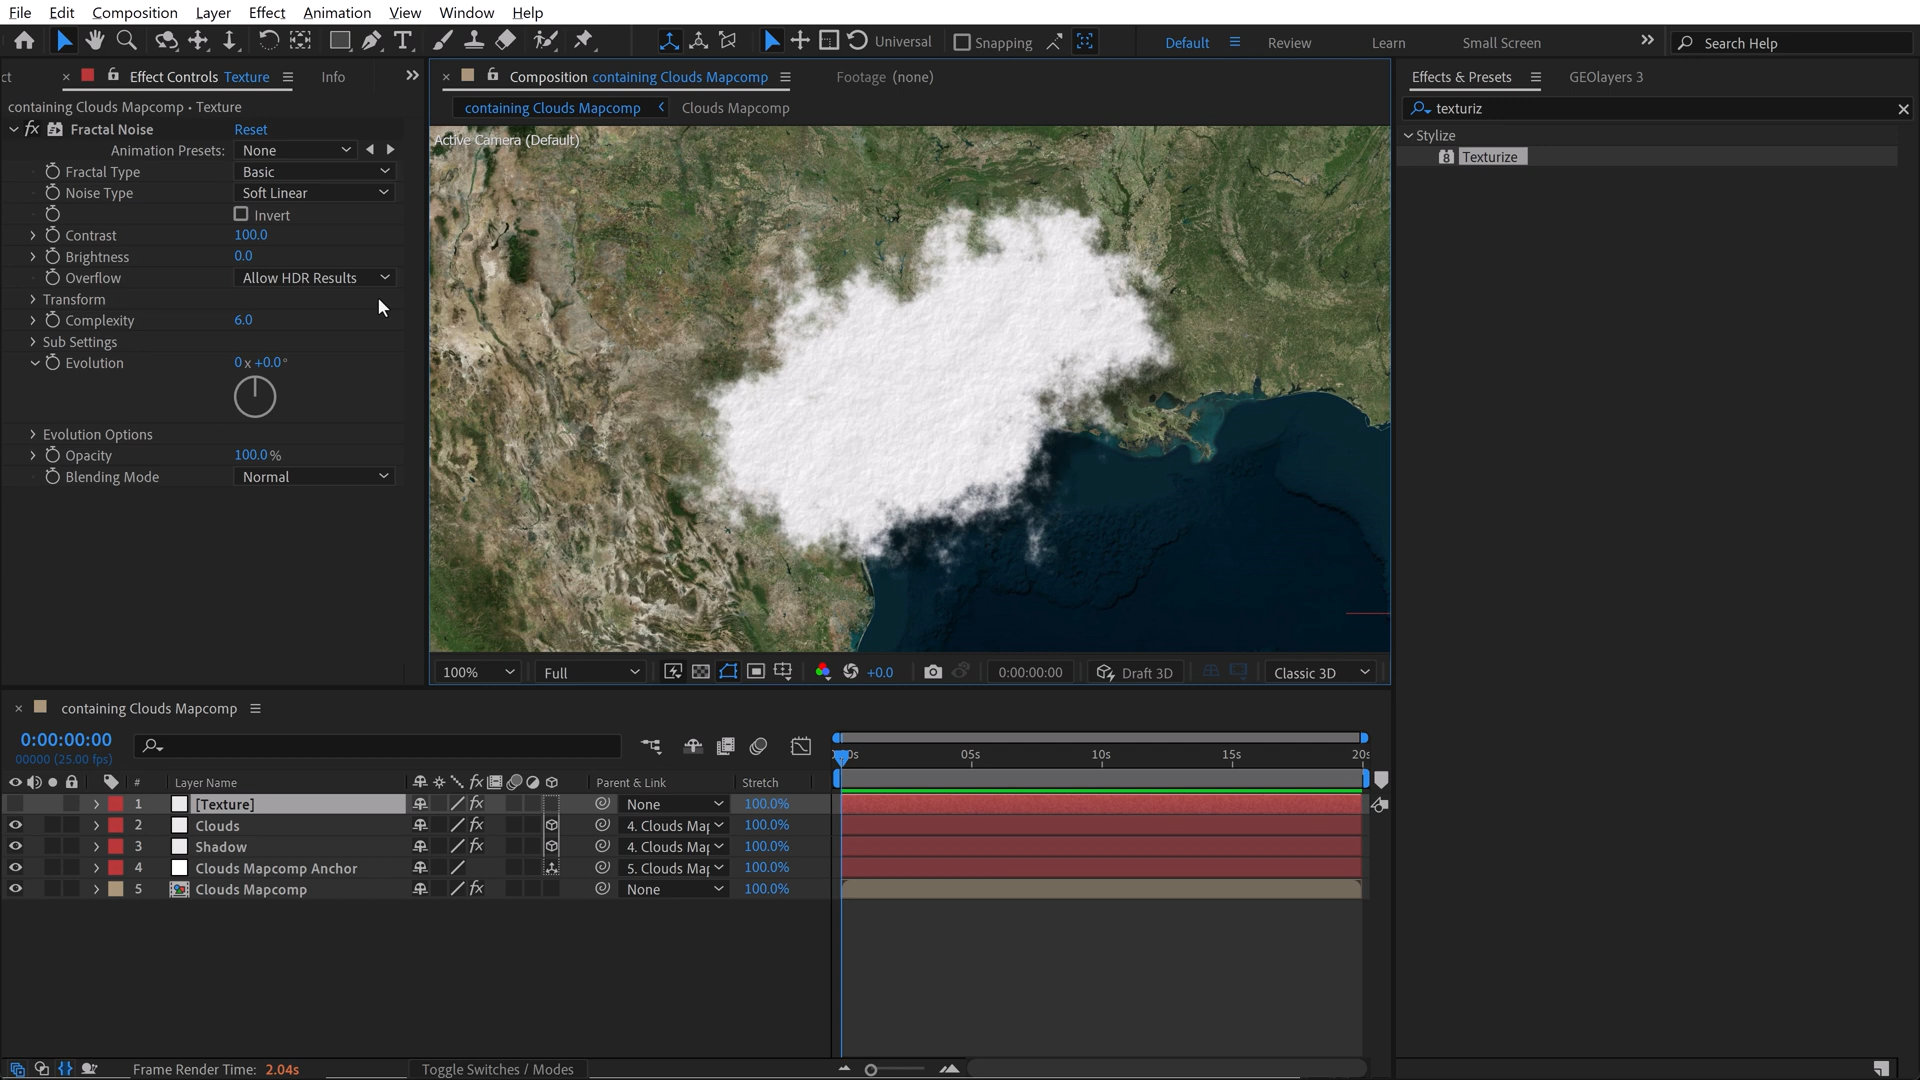 File Edit Composition Layer Effect Animation View Window Help
Universal Snapping Default Review Learn Small Screen Search Help
ct × Effect Controls Texture Info
containing Clouds Mapcomp • Texture
Fractal Noise Reset
Animation Presets: None
Fractal Type Basic
Noise Type Soft Linear
Invert
Contrast 100.0
Brightness 0.0
Overflow Allow HDR Results
Transform
Complexity 6.0
Sub Settings
Evolution 0 x +0.0°
Evolution Options
Opacity 100.0 %
Blending Mode Normal
× Composition containing Clouds Mapcomp Footage (none)
containing Clouds Mapcomp Clouds Mapcomp
Active Camera (Default)
100% Full +0.0 0:00:00:00 Draft 3D Classic 3D
Effects & Presets GEOlayers 3
texturiz
Stylize
8 Texturize
× containing Clouds Mapcomp
0:00:00:00
00000 (25.00 fps)
05s 10s 15s
# Layer Name fx Parent & Link Stretch
1 [Texture] fx None 100.0%
2 Clouds fx 4. Clouds Map 100.0%
3 Shadow fx 4. Clouds Map 100.0%
4 Clouds Mapcomp Anchor 5. Clouds Map 100.0%
5 Clouds Mapcomp fx None 100.0%
Frame Render Time: 2.04s Toggle Switches / Modes